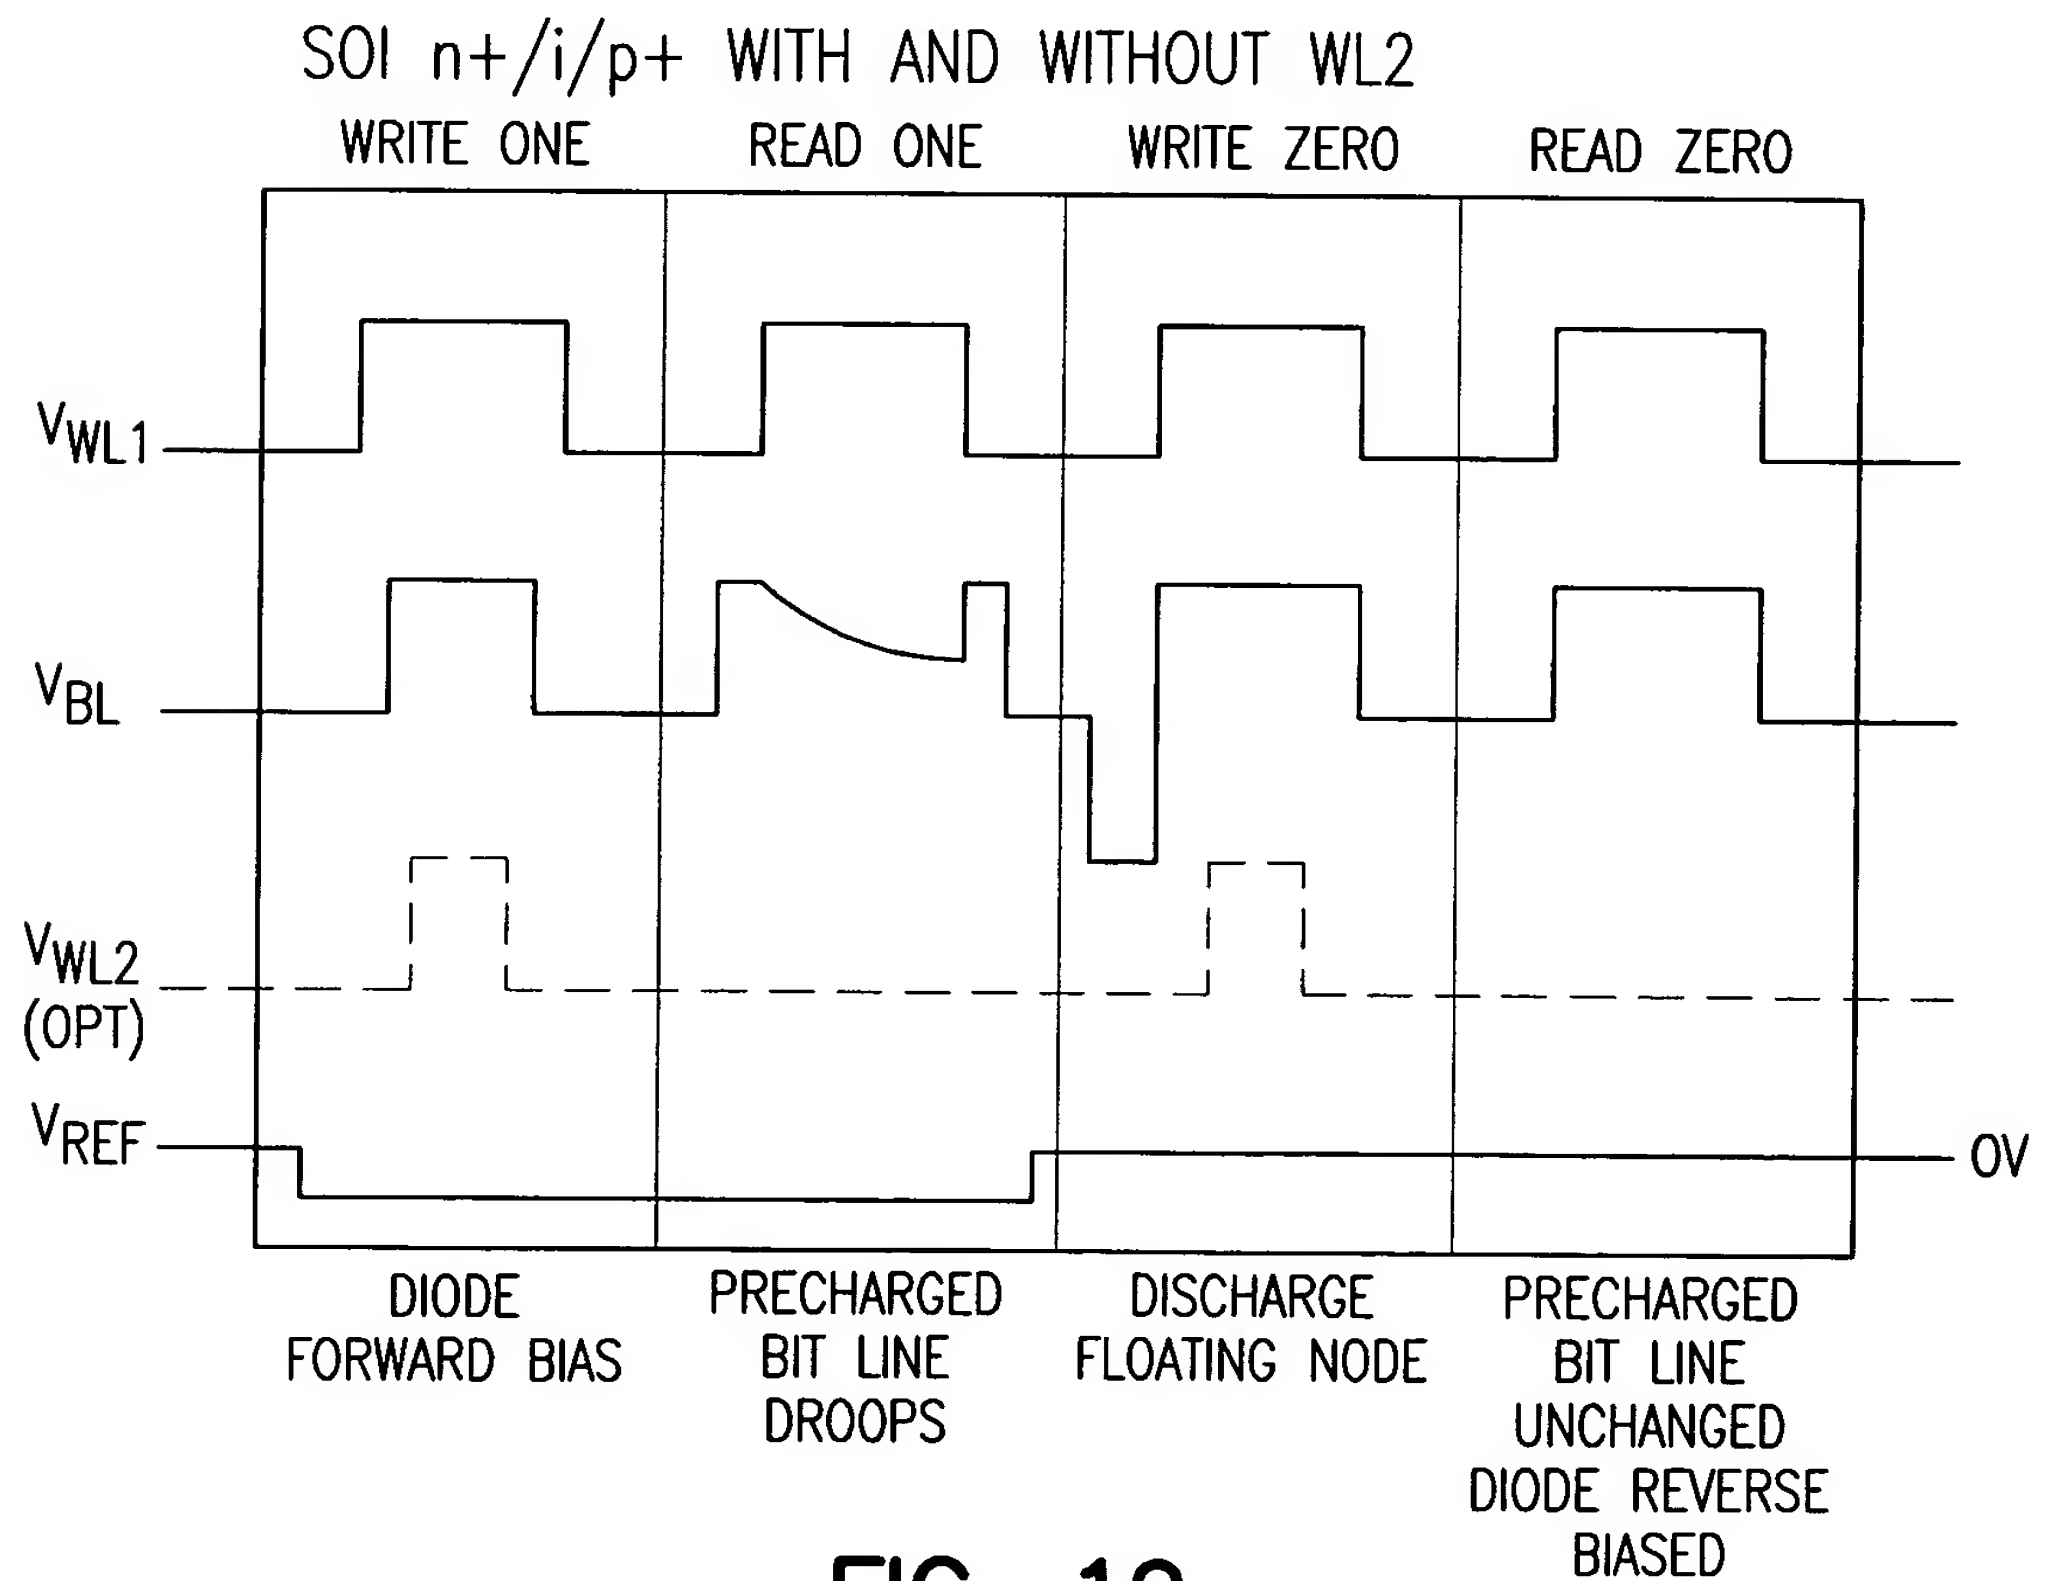 SOI n+/i/p+ WITH AND WITHOUT WL2
WRITE ONE READ ONE WRITE ZERO READ ZERO
VWL1
VBL
VWL2
(OPT)
VREF
0V
DIODE
FORWARD BIAS
PRECHARGED
BIT LINE
DROOPS
DISCHARGE
FLOATING NODE
PRECHARGED
BIT LINE
UNCHANGED
DIODE REVERSE
BIASED